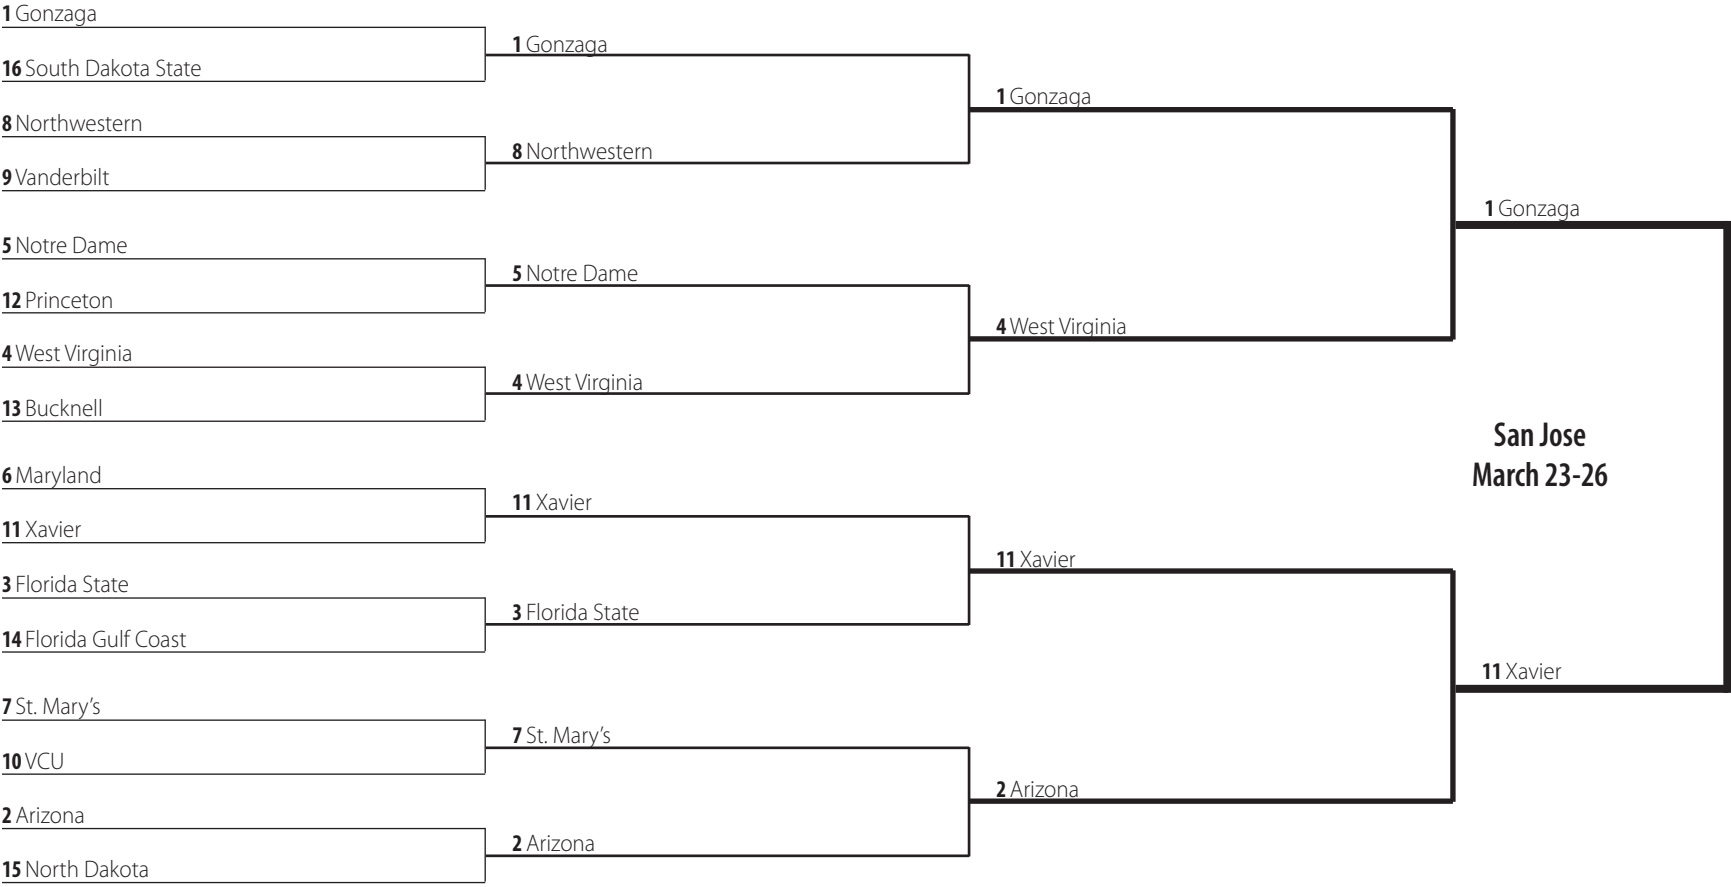 1 Gonzaga
16 South Dakota State
8 Northwestern
9 Vanderbilt
5 Notre Dame
12 Princeton
4 West Virginia
13 Bucknell
6 Maryland
11 Xavier
3 Florida State
14 Florida Gulf Coast
7 St. Mary’s
10 VCU
2 Arizona
15 North Dakota
1 Gonzaga
8 Northwestern
5 Notre Dame
4 West Virginia
11 Xavier
3 Florida State
7 St. Mary’s
2 Arizona
1 Gonzaga
4 West Virginia
11 Xavier
2 Arizona
1 Gonzaga
11 Xavier
San Jose
March 23-26